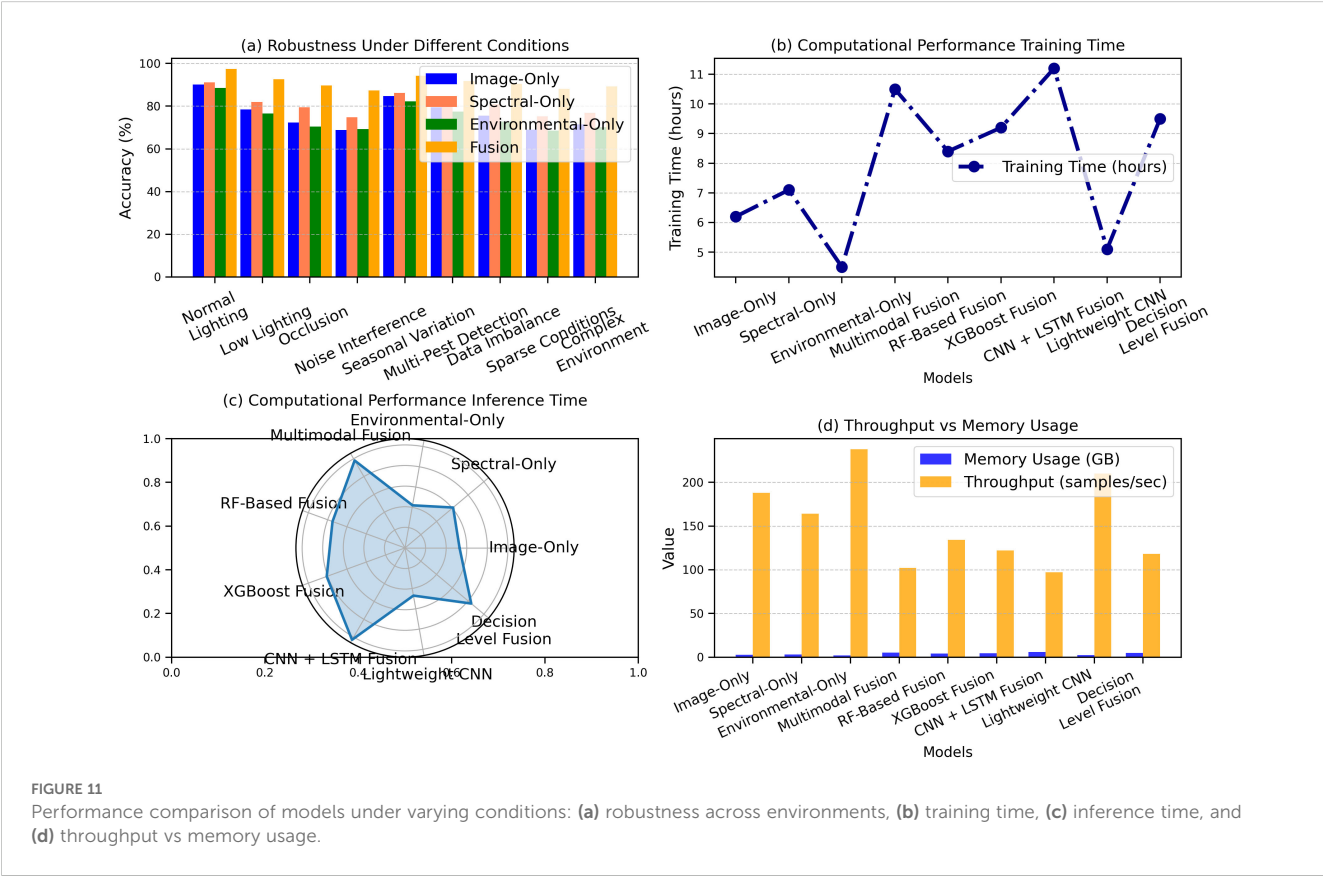 (a) Robustness Under Different Conditions
100
80
60
40
20
0
Accuracy (%)
Image-Only
Spectral-Only
Environmental-Only
Fusion
Normal
Lighting
Low Lighting
Occlusion
Noise Interference
Seasonal Variation
Multi-Pest Detection
Data Imbalance
Sparse Conditions
Complex
Environment
(b) Computational Performance Training Time
11
10
9
8
7
6
5
Training Time (hours)
Training Time (hours)
Image-Only
Spectral-Only
Environmental-Only
Multimodal Fusion
RF-Based Fusion
XGBoost Fusion
CNN + LSTM Fusion
Lightweight CNN
Decision
Level Fusion
Models
(c) Computational Performance Inference Time
Environmental-Only
Multimodal Fusion
Spectral-Only
RF-Based Fusion
Image-Only
XGBoost Fusion
Decision
Level Fusion
CNN + LSTM Fusion
Lightweight CNN
1.0
0.8
0.6
0.4
0.2
0.0
0.0
0.2
0.4
0.6
0.8
1.0
(d) Throughput vs Memory Usage
200
150
100
50
0
Value
Memory Usage (GB)
Throughput (samples/sec)
Image-Only
Spectral-Only
Environmental-Only
Multimodal Fusion
RF-Based Fusion
XGBoost Fusion
CNN + LSTM Fusion
Lightweight CNN
Decision
Level Fusion
Models
FIGURE 11
Performance comparison of models under varying conditions: (a) robustness across environments, (b) training time, (c) inference time, and
(d) throughput vs memory usage.